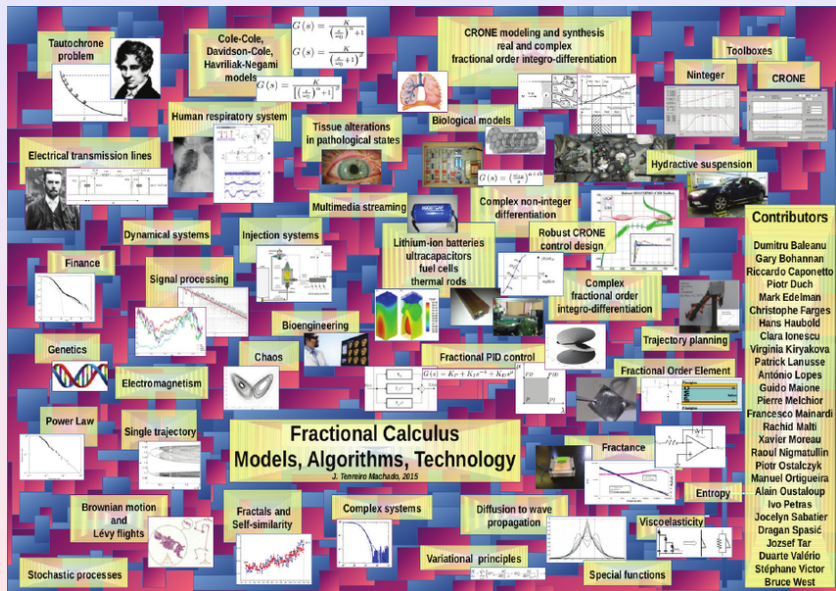 Tautochrone
problem
Cole-Cole,
Davidson-Cole,
Havriliak-Negami
models
CRONE modeling and synthesis
real and complex
fractional order integro-differentiation
Toolboxes
Ninteger
CRONE
Human respiratory system
Tissue alterations
in pathological states
Biological models
Electrical transmission lines
Hydractive suspension
Multimedia streaming
Complex non-integer
differentiation
Dynamical systems
Injection systems
Lithium-ion batteries
ultracapacitors
fuel cells
thermal rods
Robust CRONE
control design
Finance
Signal processing
Complex
fractional order
integro-differentiation
Bioengineering
Trajectory planning
Genetics
Chaos
Fractional PID control
Fractional Order Element
Electromagnetism
Power Law
Single trajectory
Fractional Calculus
Models, Algorithms, Technology
J. Tenreiro Machado, 2015
Fractance
Entropy
Brownian motion
and
Lévy flights
Fractals and
Self-similarity
Complex systems
Diffusion to wave
propagation
Viscoelasticity
Stochastic processes
Variational principles
Special functions
Contributors
Dumitru Baleanu
Gary Bohannan
Riccardo Caponetto
Piotr Duch
Mark Edelman
Christophe Farges
Hans Haubold
Clara Ionescu
Virginia Kiryakova
Patrick Lanusse
António Lopes
Guido Maione
Pierre Melchior
Francesco Mainardi
Rachid Malti
Xavier Moreau
Raoul Nigmatullin
Piotr Ostalczyk
Manuel Ortigueira
Alain Oustaloup
Ivo Petras
Jocelyn Sabatier
Dragan Spasić
Jozsef Tar
Duarte Valério
Stéphane Victor
Bruce West